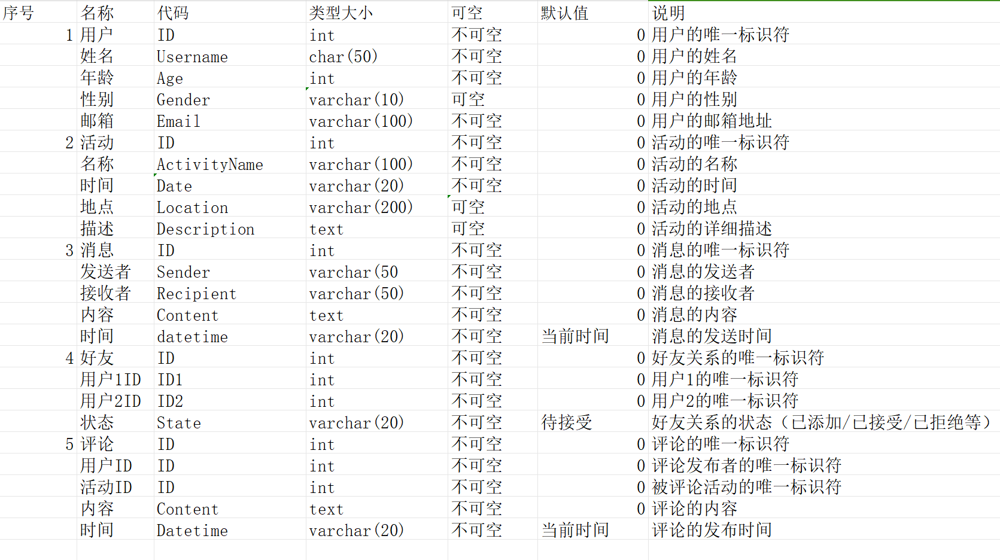 序号 名称 代码 类型大小 可空 默认值 说明
1 用户 ID int 不可空 0 用户的唯一标识符
姓名 Username char(50) 不可空 0 用户的姓名
年龄 Age int 不可空 0 用户的年龄
性别 Gender varchar(10) 可空 0 用户的性别
邮箱 Email varchar(100) 不可空 0 用户的邮箱地址
2 活动 ID int 不可空 0 活动的唯一标识符
名称 ActivityName varchar(100) 不可空 0 活动的名称
时间 Date varchar(20) 不可空 0 活动的时间
地点 Location varchar(200) 可空 0 活动的地点
描述 Description text 可空 0 活动的详细描述
3 消息 ID int 不可空 0 消息的唯一标识符
发送者 Sender varchar(50 不可空 0 消息的发送者
接收者 Recipient varchar(50) 不可空 0 消息的接收者
内容 Content text 不可空 0 消息的内容
时间 datetime varchar(20) 不可空 当前时间 消息的发送时间
4 好友 ID int 不可空 0 好友关系的唯一标识符
用户1ID ID1 int 不可空 0 用户1的唯一标识符
用户2ID ID2 int 不可空 0 用户2的唯一标识符
状态 State varchar(20) 不可空 待接受 好友关系的状态（已添加/已接受/已拒绝等）
5 评论 ID int 不可空 0 评论的唯一标识符
用户ID ID int 不可空 0 评论发布者的唯一标识符
活动ID ID int 不可空 0 被评论活动的唯一标识符
内容 Content text 不可空 0 评论的内容
时间 Datetime varchar(20) 不可空 当前时间 评论的发布时间